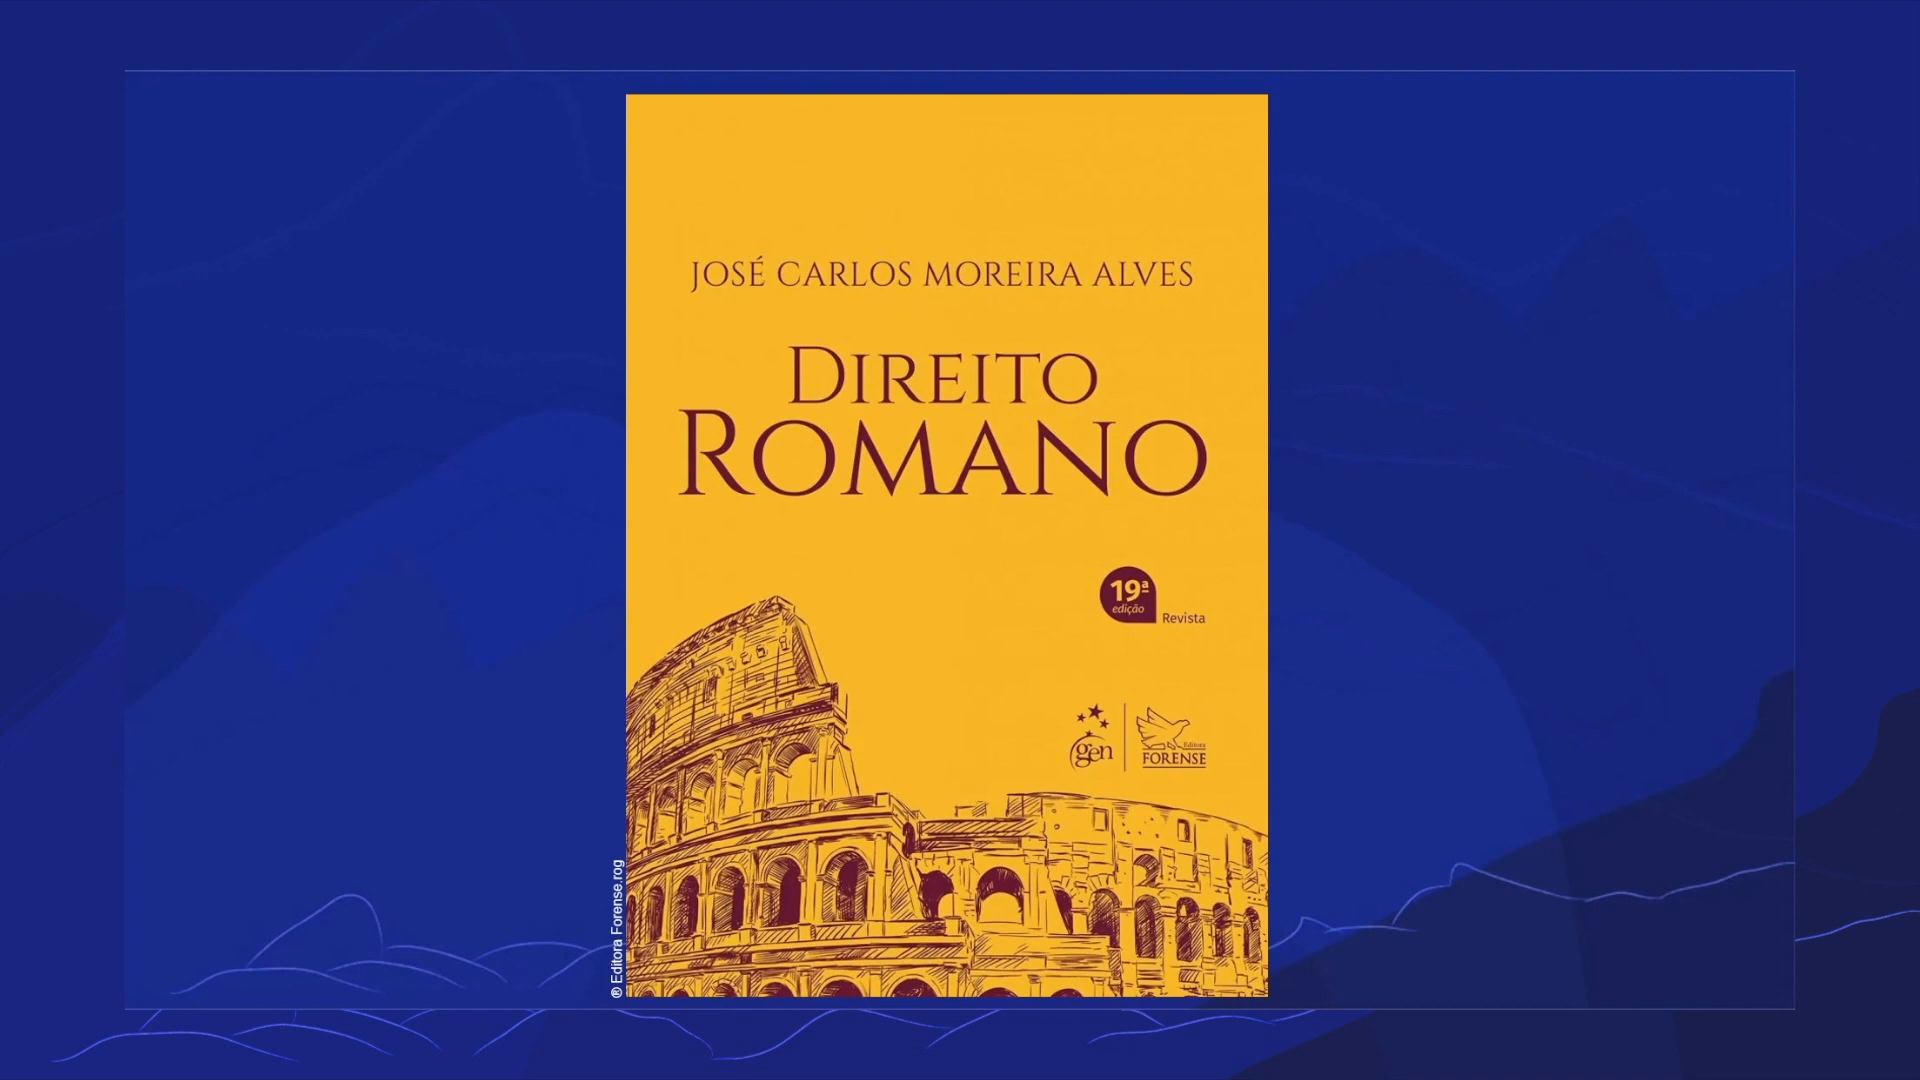 JOSÉ CARLOS MOREIRA ALVES
DIREITO
ROMANO
19ª
edição
Revista
gen
Editora
FORENSE
® Editora Forense.rog